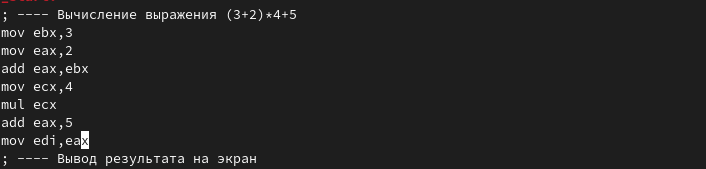 ; ---- Вычисление выражения (3+2)*4+5
mov ebx,3
mov eax,2
add eax,ebx
mov ecx,4
mul ecx
add eax,5
mov edi,eax
; ---- Вывод результата на экран